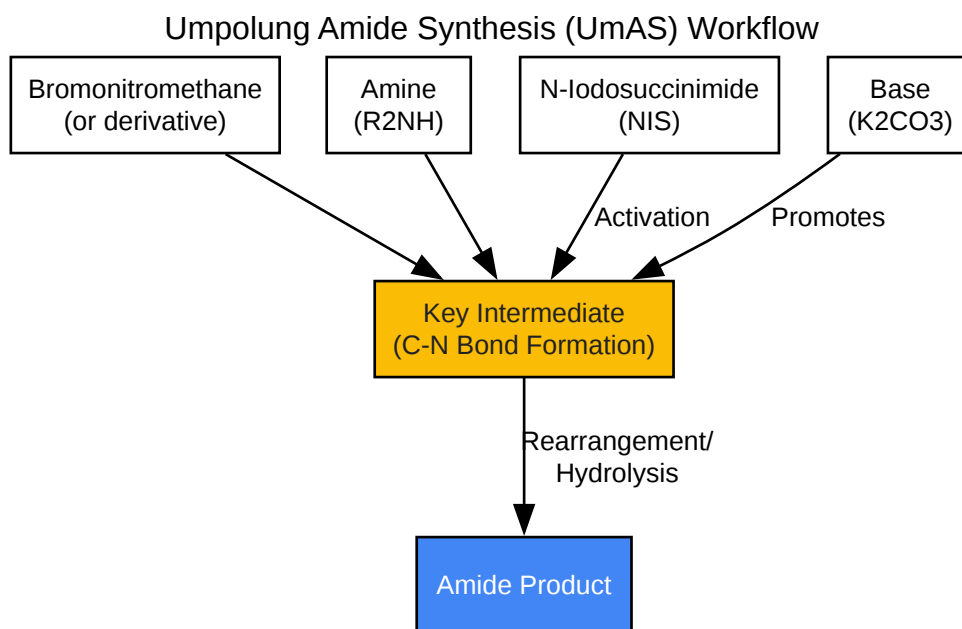 Umpolung Amide Synthesis (UmAS) Workflow
Bromonitromethane
(or derivative)
Amine
(R2NH)
N-Iodosuccinimide
(NIS)
Base
(K2CO3)
Activation
Promotes
Key Intermediate
(C-N Bond Formation)
Rearrangement/
Hydrolysis
Amide Product